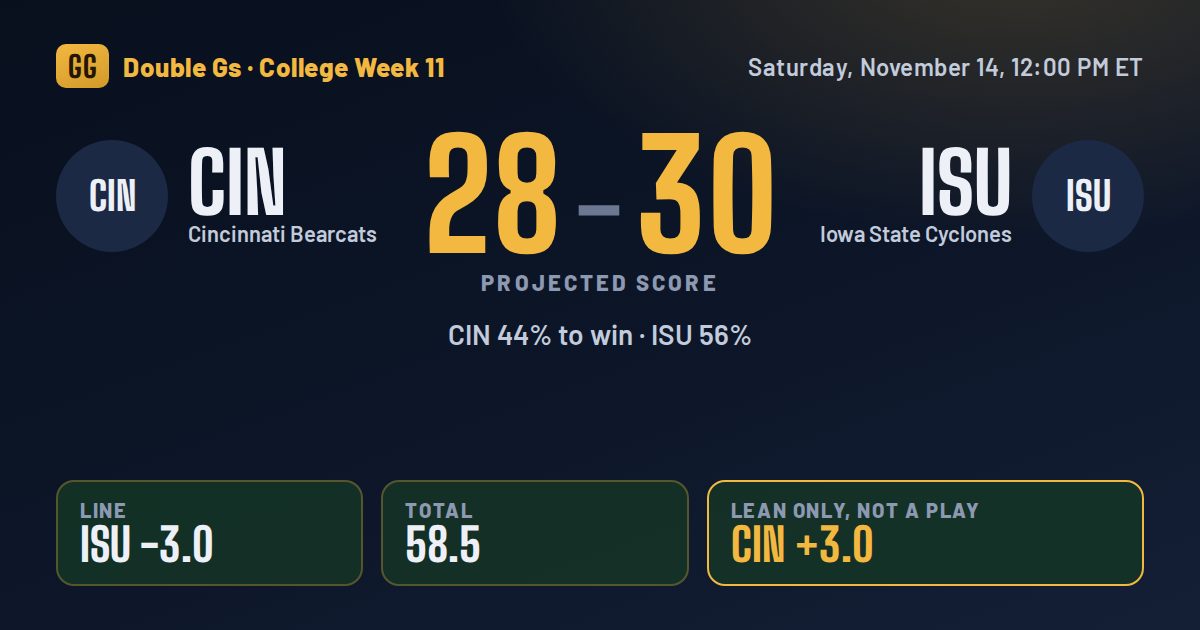 GG
Double Gs · College Week 11
Saturday, November 14, 12:00 PM ET
CIN
CIN
Cincinnati Bearcats
28 – 30
PROJECTED SCORE
CIN 44% to win · ISU 56%
ISU
Iowa State Cyclones
ISU
LINE
ISU −3.0
TOTAL
58.5
LEAN ONLY, NOT A PLAY
CIN +3.0